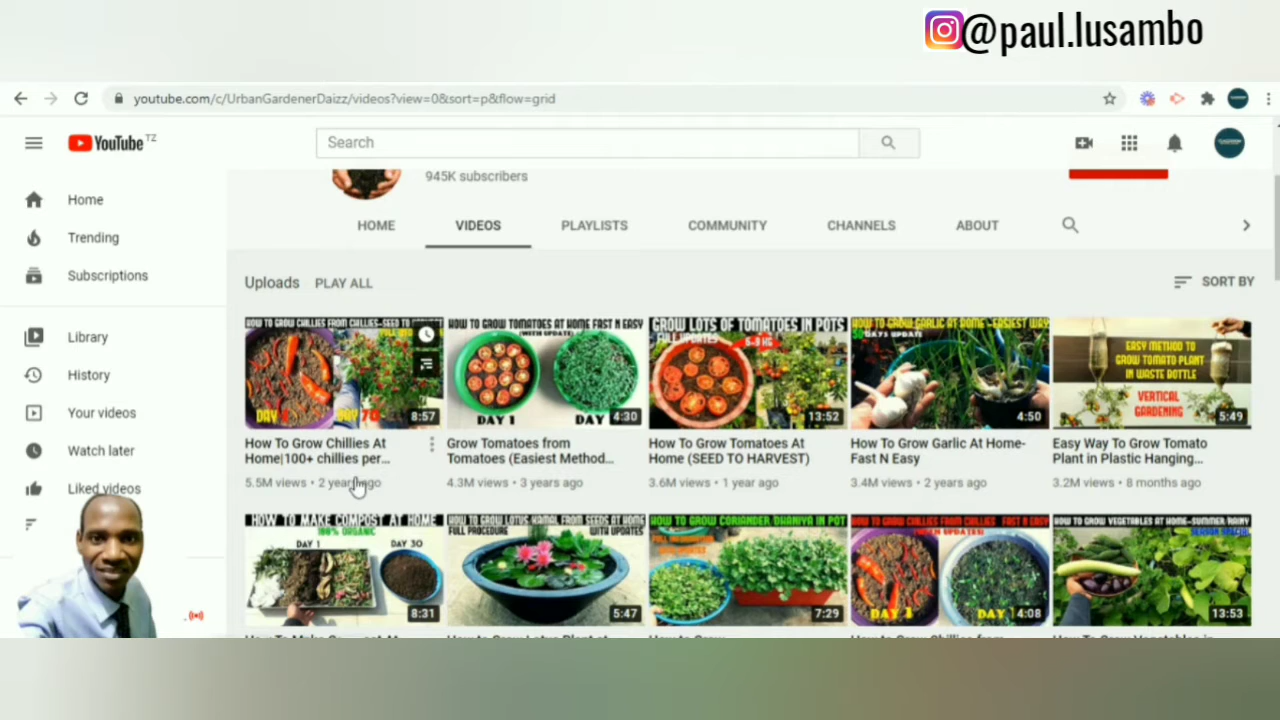 @paul.lusambo
youtube.com/c/UrbanGardenerDaizz/videos?view=0&sort=p&flow=grid
YouTube TZ
Search
945K subscribers
Home
Trending
Subscriptions
Library
History
Your videos
Watch later
Liked videos
HOME VIDEOS PLAYLISTS COMMUNITY CHANNELS ABOUT
Uploads PLAY ALL SORT BY
HOW TO GROW CHILLIES FROM CHILLIES-SEED TO
DAY
DAY 70
8:57
How To Grow Chillies At
Home|100+ chillies per...
5.5M views • 2 years ago
HOW TO GROW TOMATOES AT HOME FAST N EASY
(WITH UPDATE)
DAY 1
4:30
Grow Tomatoes from
Tomatoes (Easiest Method...
4.3M views • 3 years ago
GROW LOTS OF TOMATOES IN POTS
FULL UPDATES
13:52
How To Grow Tomatoes At
Home (SEED TO HARVEST)
3.6M views • 1 year ago
HOW TO GROW GARLIC AT HOME-EASIEST WAY
DAYS UPDATE
4:50
How To Grow Garlic At Home-
Fast N Easy
3.4M views • 2 years ago
EASY METHOD TO
GROW TOMATO PLANT
IN WASTE BOTTLE
VERTICAL
GARDENING
5:49
Easy Way To Grow Tomato
Plant in Plastic Hanging...
3.2M views • 8 months ago
HOW TO MAKE COMPOST AT HOME
100% ORGANIC
DAY 1 DAY 30
8:31
HOW TO GROW LOTUS/KAMAL FROM SEEDS AT HOME
FULL PROCEDURE WITH UPDATES
5:47
HOW TO GROW CORIANDER/DHANIYA IN POT
7:29
HOW TO GROW CHILLIES FROM CHILLIES FAST N EASY
DAY 1 DAY 1
4:08
HOW TO GROW VEGETABLES AT HOME-SUMMER/RAINY
SEASON SPECIAL
13:53